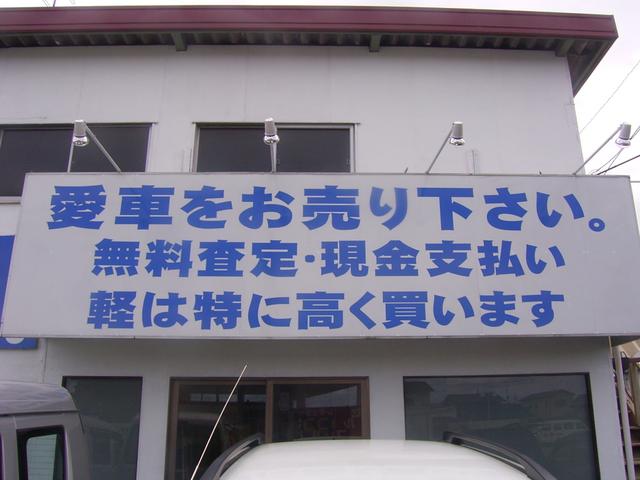 愛車をお売り下さい。
無料査定・現金支払い
軽は特に高く買います